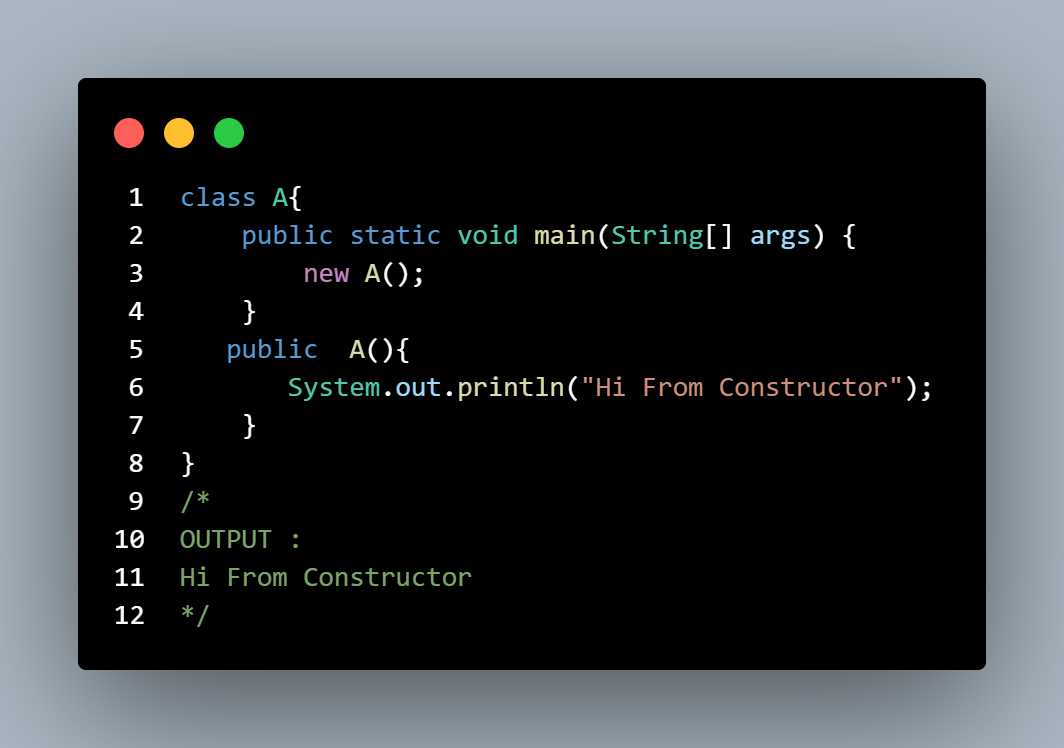 1 class A{
2     public static void main(String[] args) {
3         new A();
4     }
5    public  A(){
6        System.out.println("Hi From Constructor");
7     }
8 }
9 /*
10 OUTPUT :
11 Hi From Constructor
12 */